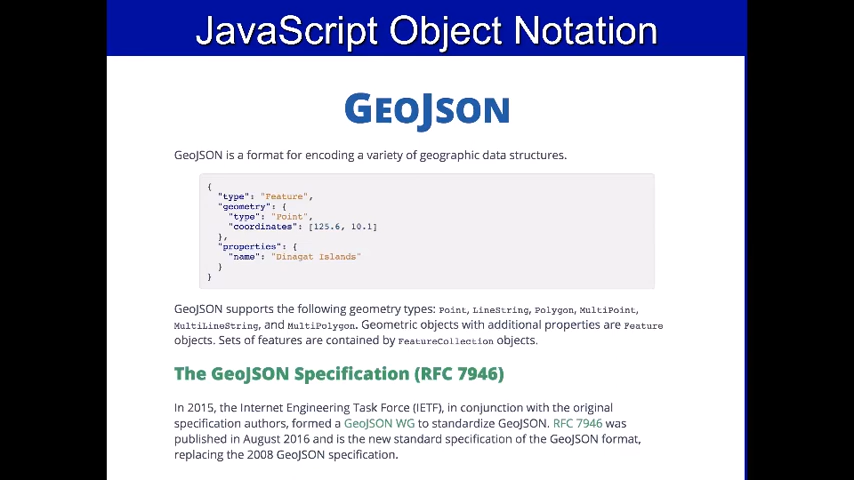 JavaScript Object Notation
GEOJSON
GeoJSON is a format for encoding a variety of geographic data structures.
{
"type": "Feature",
"geometry": {
"type": "Point",
"coordinates": [125.6, 10.1]
},
"properties": {
"name": "Dinagat Islands"
}
}
GeoJSON supports the following geometry types: Point, LineString, Polygon, MultiPoint,
MultiLineString, and MultiPolygon. Geometric objects with additional properties are Feature
objects. Sets of features are contained by FeatureCollection objects.
The GeoJSON Specification (RFC 7946)
In 2015, the Internet Engineering Task Force (IETF), in conjunction with the original
specification authors, formed a GeoJSON WG to standardize GeoJSON. RFC 7946 was
published in August 2016 and is the new standard specification of the GeoJSON format,
replacing the 2008 GeoJSON specification.